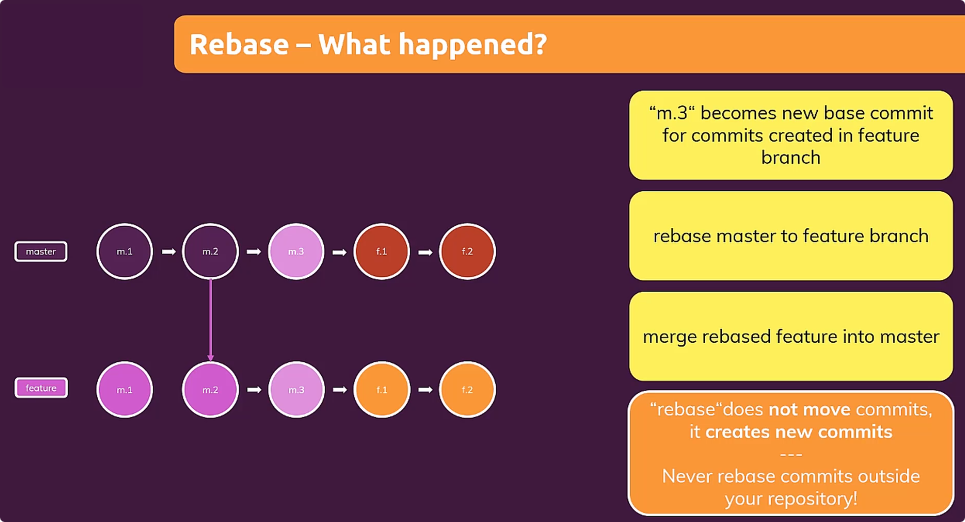 Rebase – What happened?
“m.3“ becomes new base commit
for commits created in feature
branch
rebase master to feature branch
merge rebased feature into master
“rebase“does not move commits,
it creates new commits
---
Never rebase commits outside
your repository!
master
m.1
m.2
m.3
f.1
f.2
feature
m.1
m.2
m.3
f.1
f.2